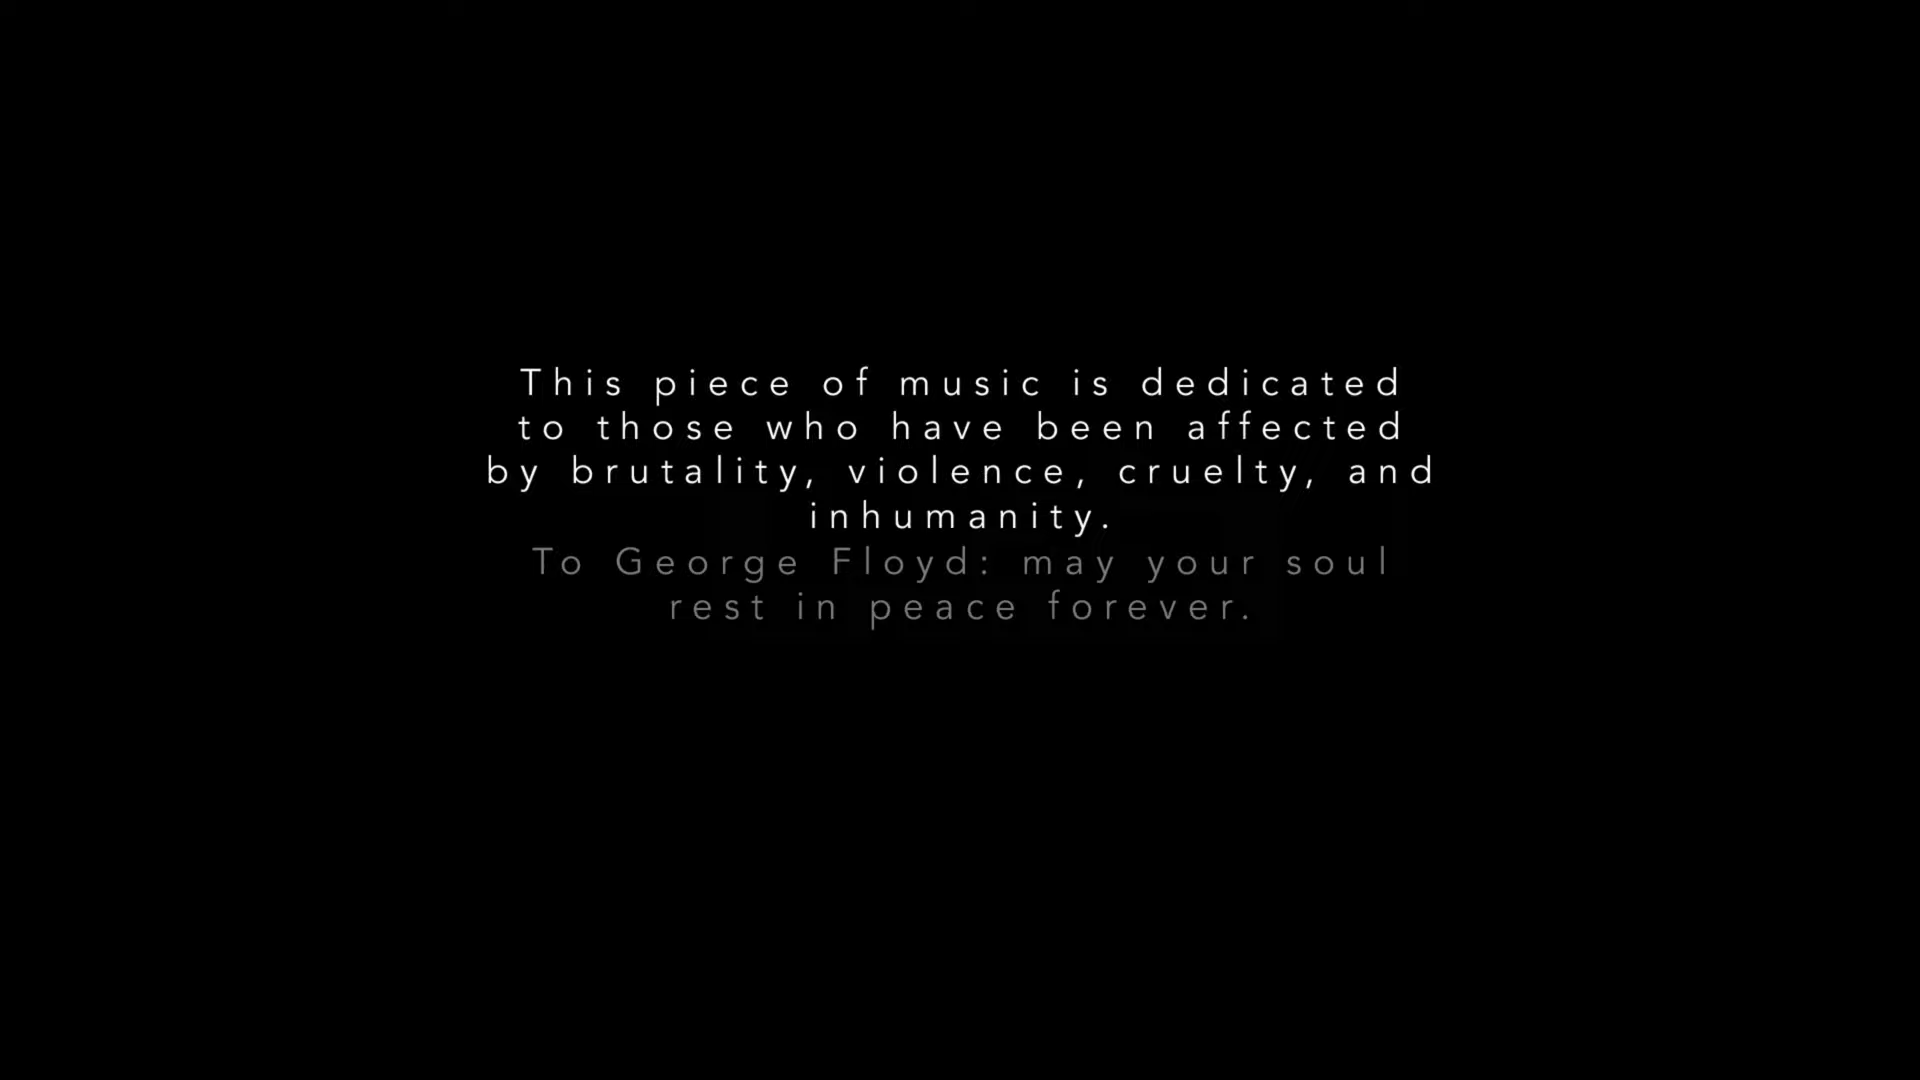 This piece of music is dedicated
to those who have been affected
by brutality, violence, cruelty, and
inhumanity.
To George Floyd: may your soul
rest in peace forever.